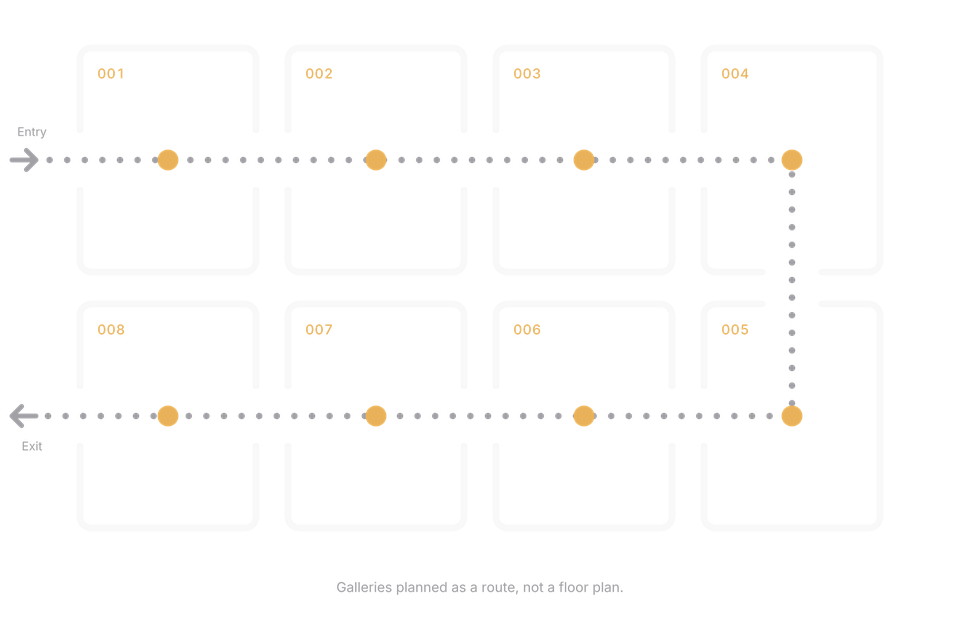 001
002
003
004
Entry
008
007
006
005
Exit
Galleries planned as a route, not a floor plan.